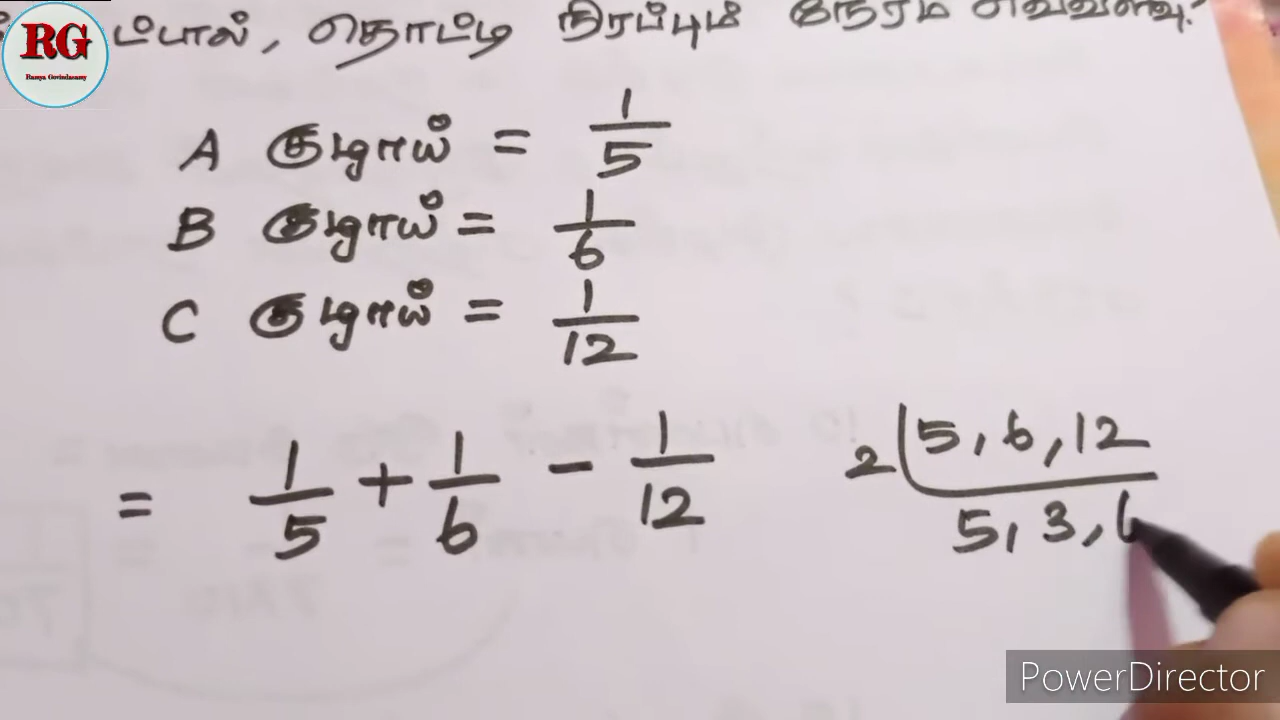 RG
Ramya Govindasamy
, தொட்டி நிரப்பும் நேரம் எவ்வளவு?
A குழாய் = 1/5
B குழாய் = 1/6
C குழாய் = 1/12
= 1/5 + 1/6 - 1/12
2 | 5, 6, 12
5, 3, 6
PowerDirector